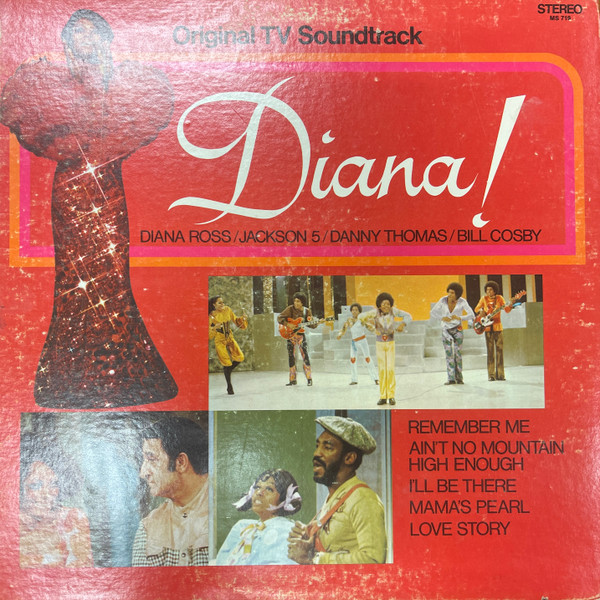 Original TV Soundtrack
STEREO
MS 719
Diana!
DIANA ROSS/JACKSON 5/DANNY THOMAS/BILL COSBY
REMEMBER ME
AIN'T NO MOUNTAIN
HIGH ENOUGH
I'LL BE THERE
MAMA'S PEARL
LOVE STORY